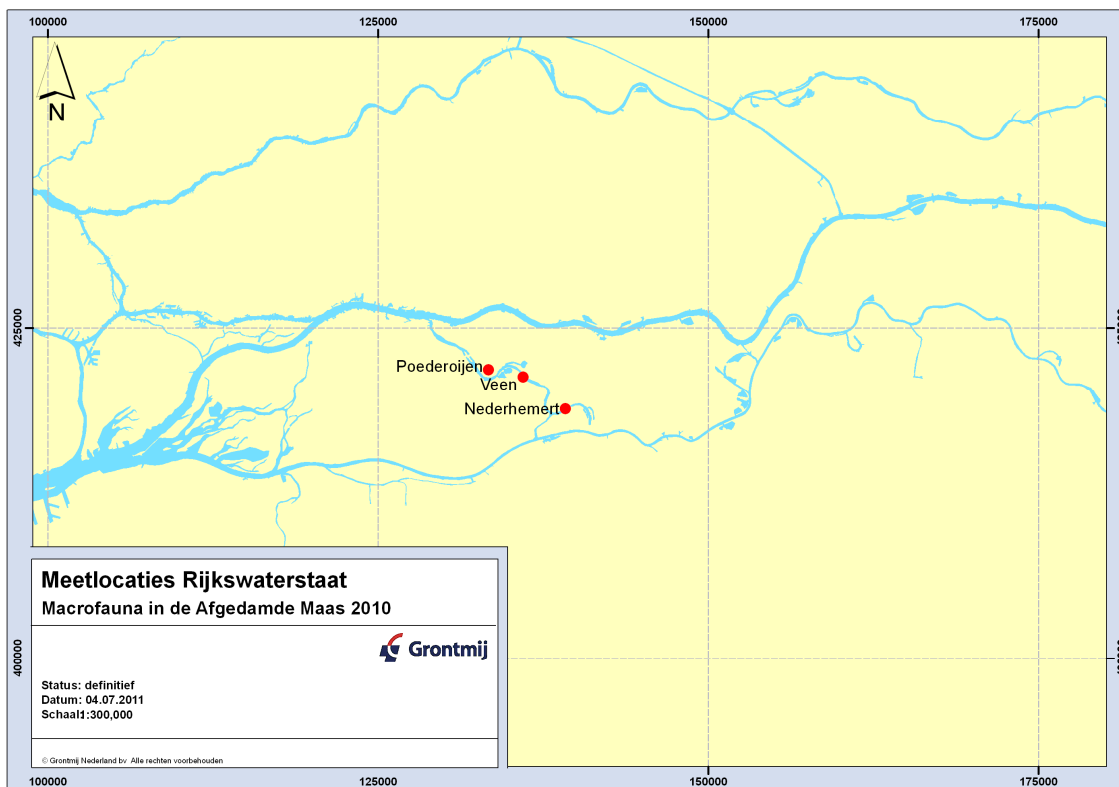 100000 125000 150000 175000
N
425000
Poederoijen
Veen
Nederhemert
Meetlocaties Rijkswaterstaat
Macrofauna in de Afgedamde Maas 2010
Grontmij
400000
Status: definitief
Datum: 04.07.2011
Schaal1:300,000
© Grontmij Nederland bv Alle rechten voorbehouden
100000 125000 150000 175000